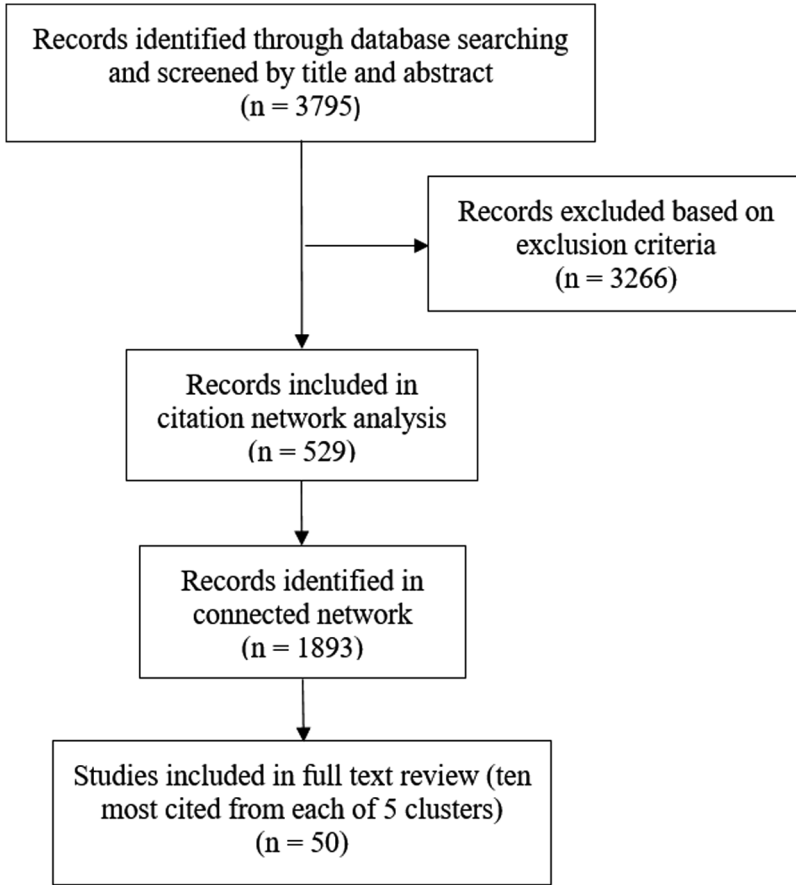 Records identified through database searching
and screened by title and abstract
(n = 3795)
Records excluded based on
exclusion criteria
(n = 3266)
Records included in
citation network analysis
(n = 529)
Records identified in
connected network
(n = 1893)
Studies included in full text review (ten
most cited from each of 5 clusters)
(n = 50)